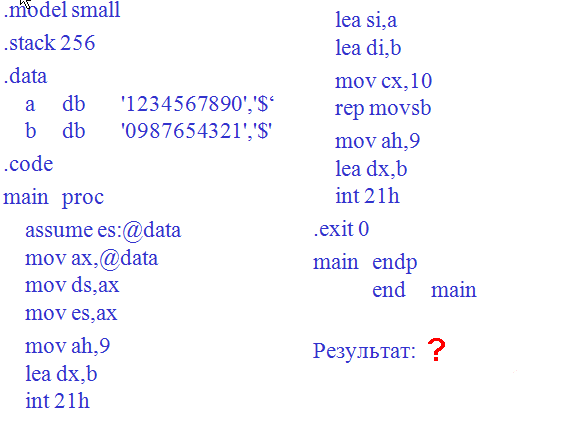 .model small
.stack 256
.data
a db '1234567890','$‘
b db '0987654321','$'
.code
main proc
assume es:@data
mov ax,@data
mov ds,ax
mov es,ax
mov ah,9
lea dx,b
int 21h
lea si,a
lea di,b
mov cx,10
rep movsb
mov ah,9
lea dx,b
int 21h
.exit 0
main endp
end main
Результат: ?